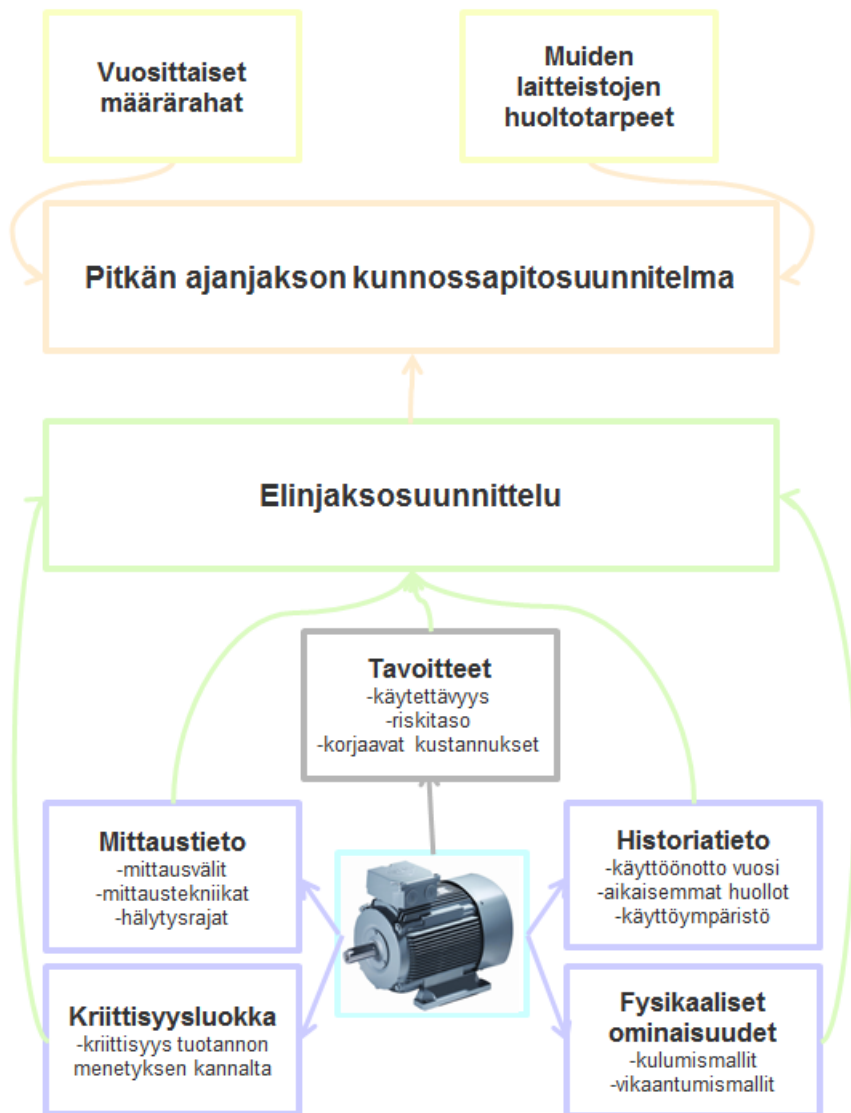 Vuosittaiset
määrärahat
Muiden
laitteistojen
huoltotarpeet
Pitkän ajanjakson kunnossapitosuunnitelma
Elinjaksosuunnittelu
Tavoitteet
-käytettävyys
-riskitaso
-korjaavat kustannukset
Mittaustieto
-mittausvälit
-mittaustekniikat
-hälytysrajat
Historiatieto
-käyttöönotto vuosi
-aikaisemmat huollot
-käyttöympäristö
Kriittisyysluokka
-kriittisyys tuotannon
menetyksen kannalta
Fysikaaliset
ominaisuudet
-kulumismallit
-vikaantumismallit